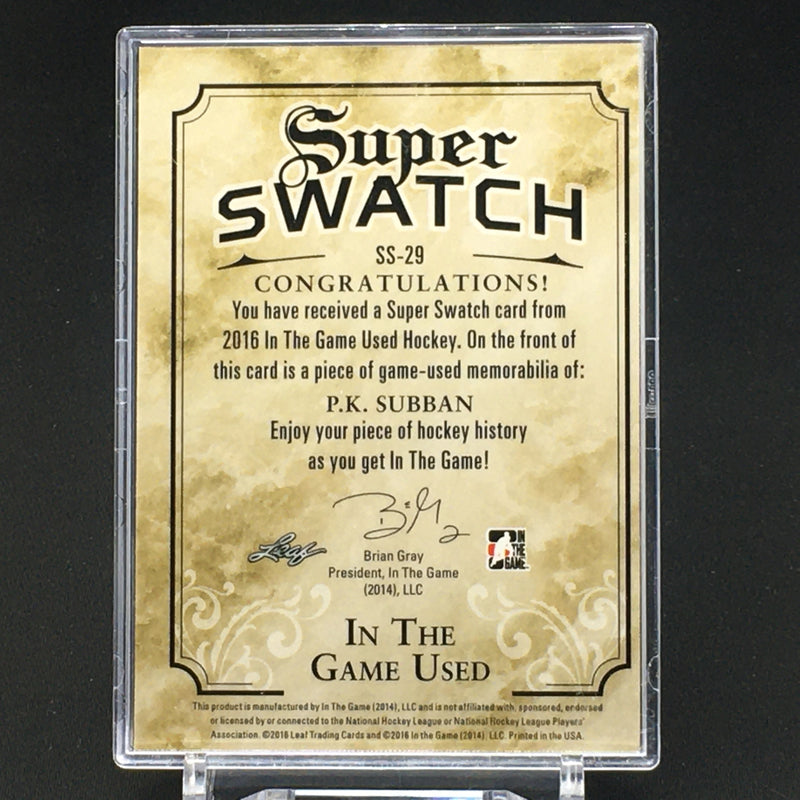 Super
SWATCH
SS-29
CONGRATULATIONS!
You have received a Super Swatch card from
2016 In The Game Used Hockey. On the front of
this card is a piece of game-used memorabilia of:
P.K. SUBBAN
Enjoy your piece of hockey history
as you get In The Game!
Leaf
IN THE GAME
Brian Gray
President, In The Game
(2014), LLC
IN THE
GAME USED
This product is manufactured by In The Game (2014), LLC and is not affiliated with, sponsored, endorsed
or licensed by or connected to the National Hockey League or National Hockey League Players'
Association. ©2016 Leaf Trading Cards and ©2016 In the Game (2014), LLC. Printed in the USA.